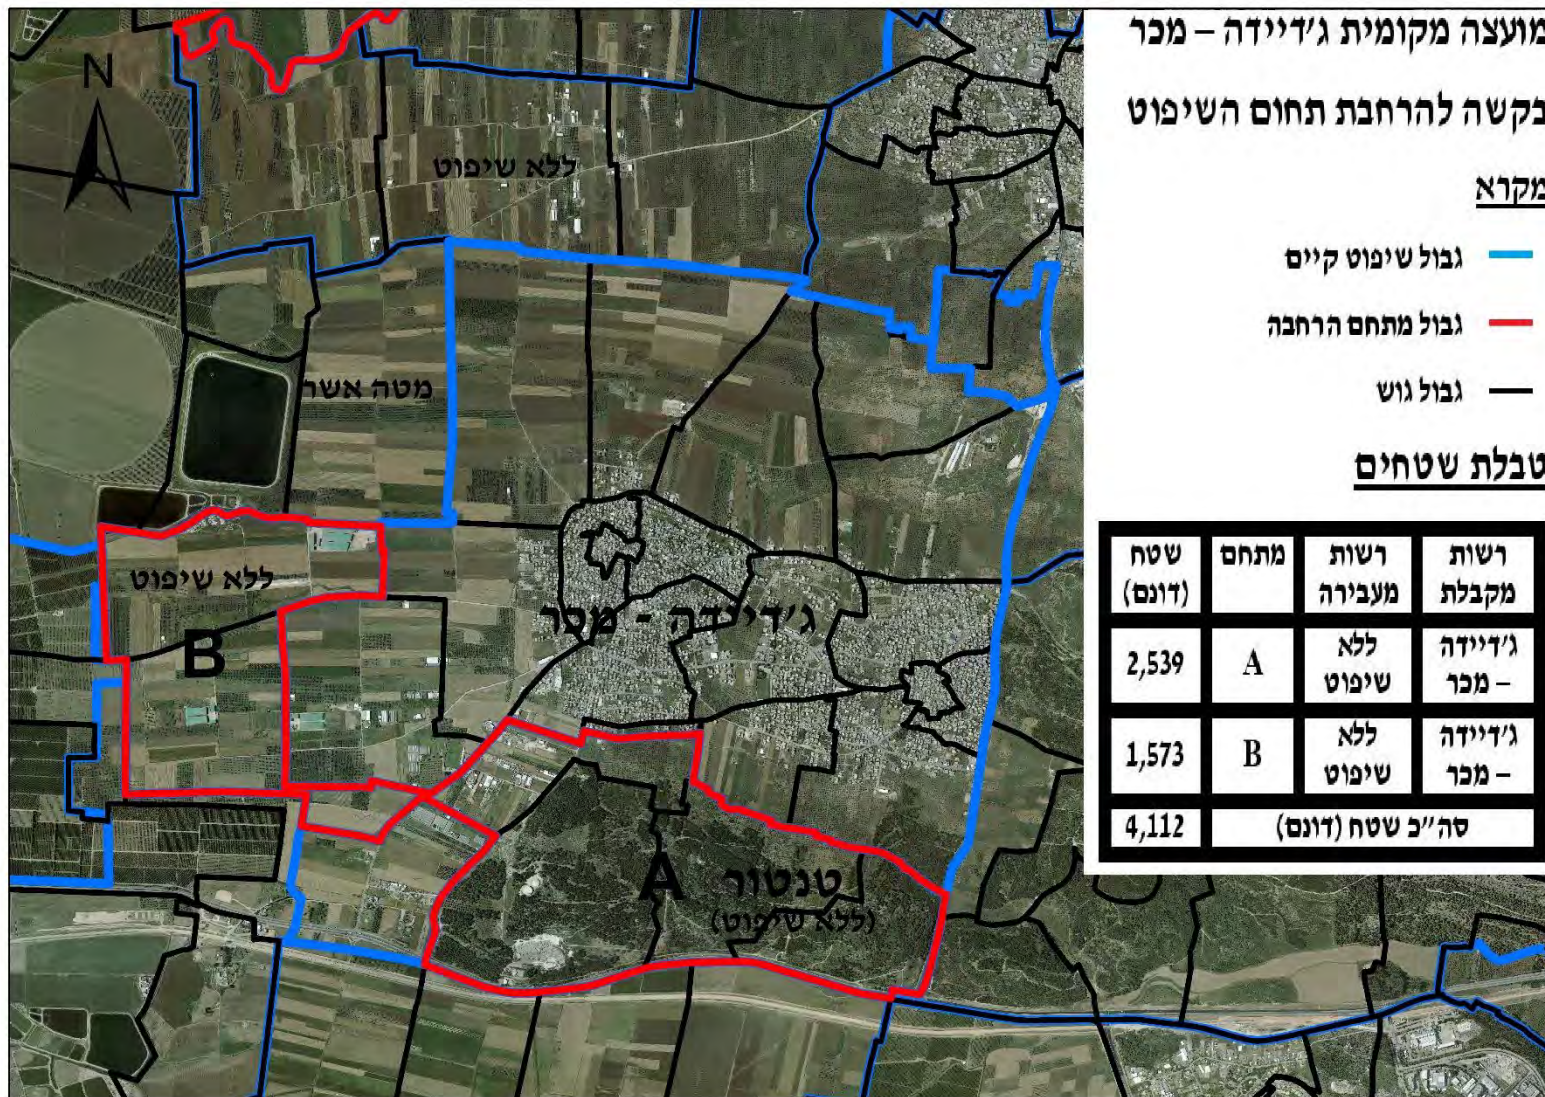 מועצה מקומית ג'דיידה – מכר
בקשה להרחבת תחום השיפוט
מקרא
גבול שיפוט קיים
גבול מתחם הרחבה
גבול גוש
טבלת שטחים
רשות מקבלת רשות מעבירה מתחם שטח (דונם)
ג'דיידה – מכר ללא שיפוט A 2,539
ג'דיידה – מכר ללא שיפוט B 1,573
סה"כ שטח (דונם) 4,112
N
ללא שיפוט
מטה אשר
ללא שיפוט
B
ג'דיידה - מכר
A
טנטור
(ללא שיפוט)